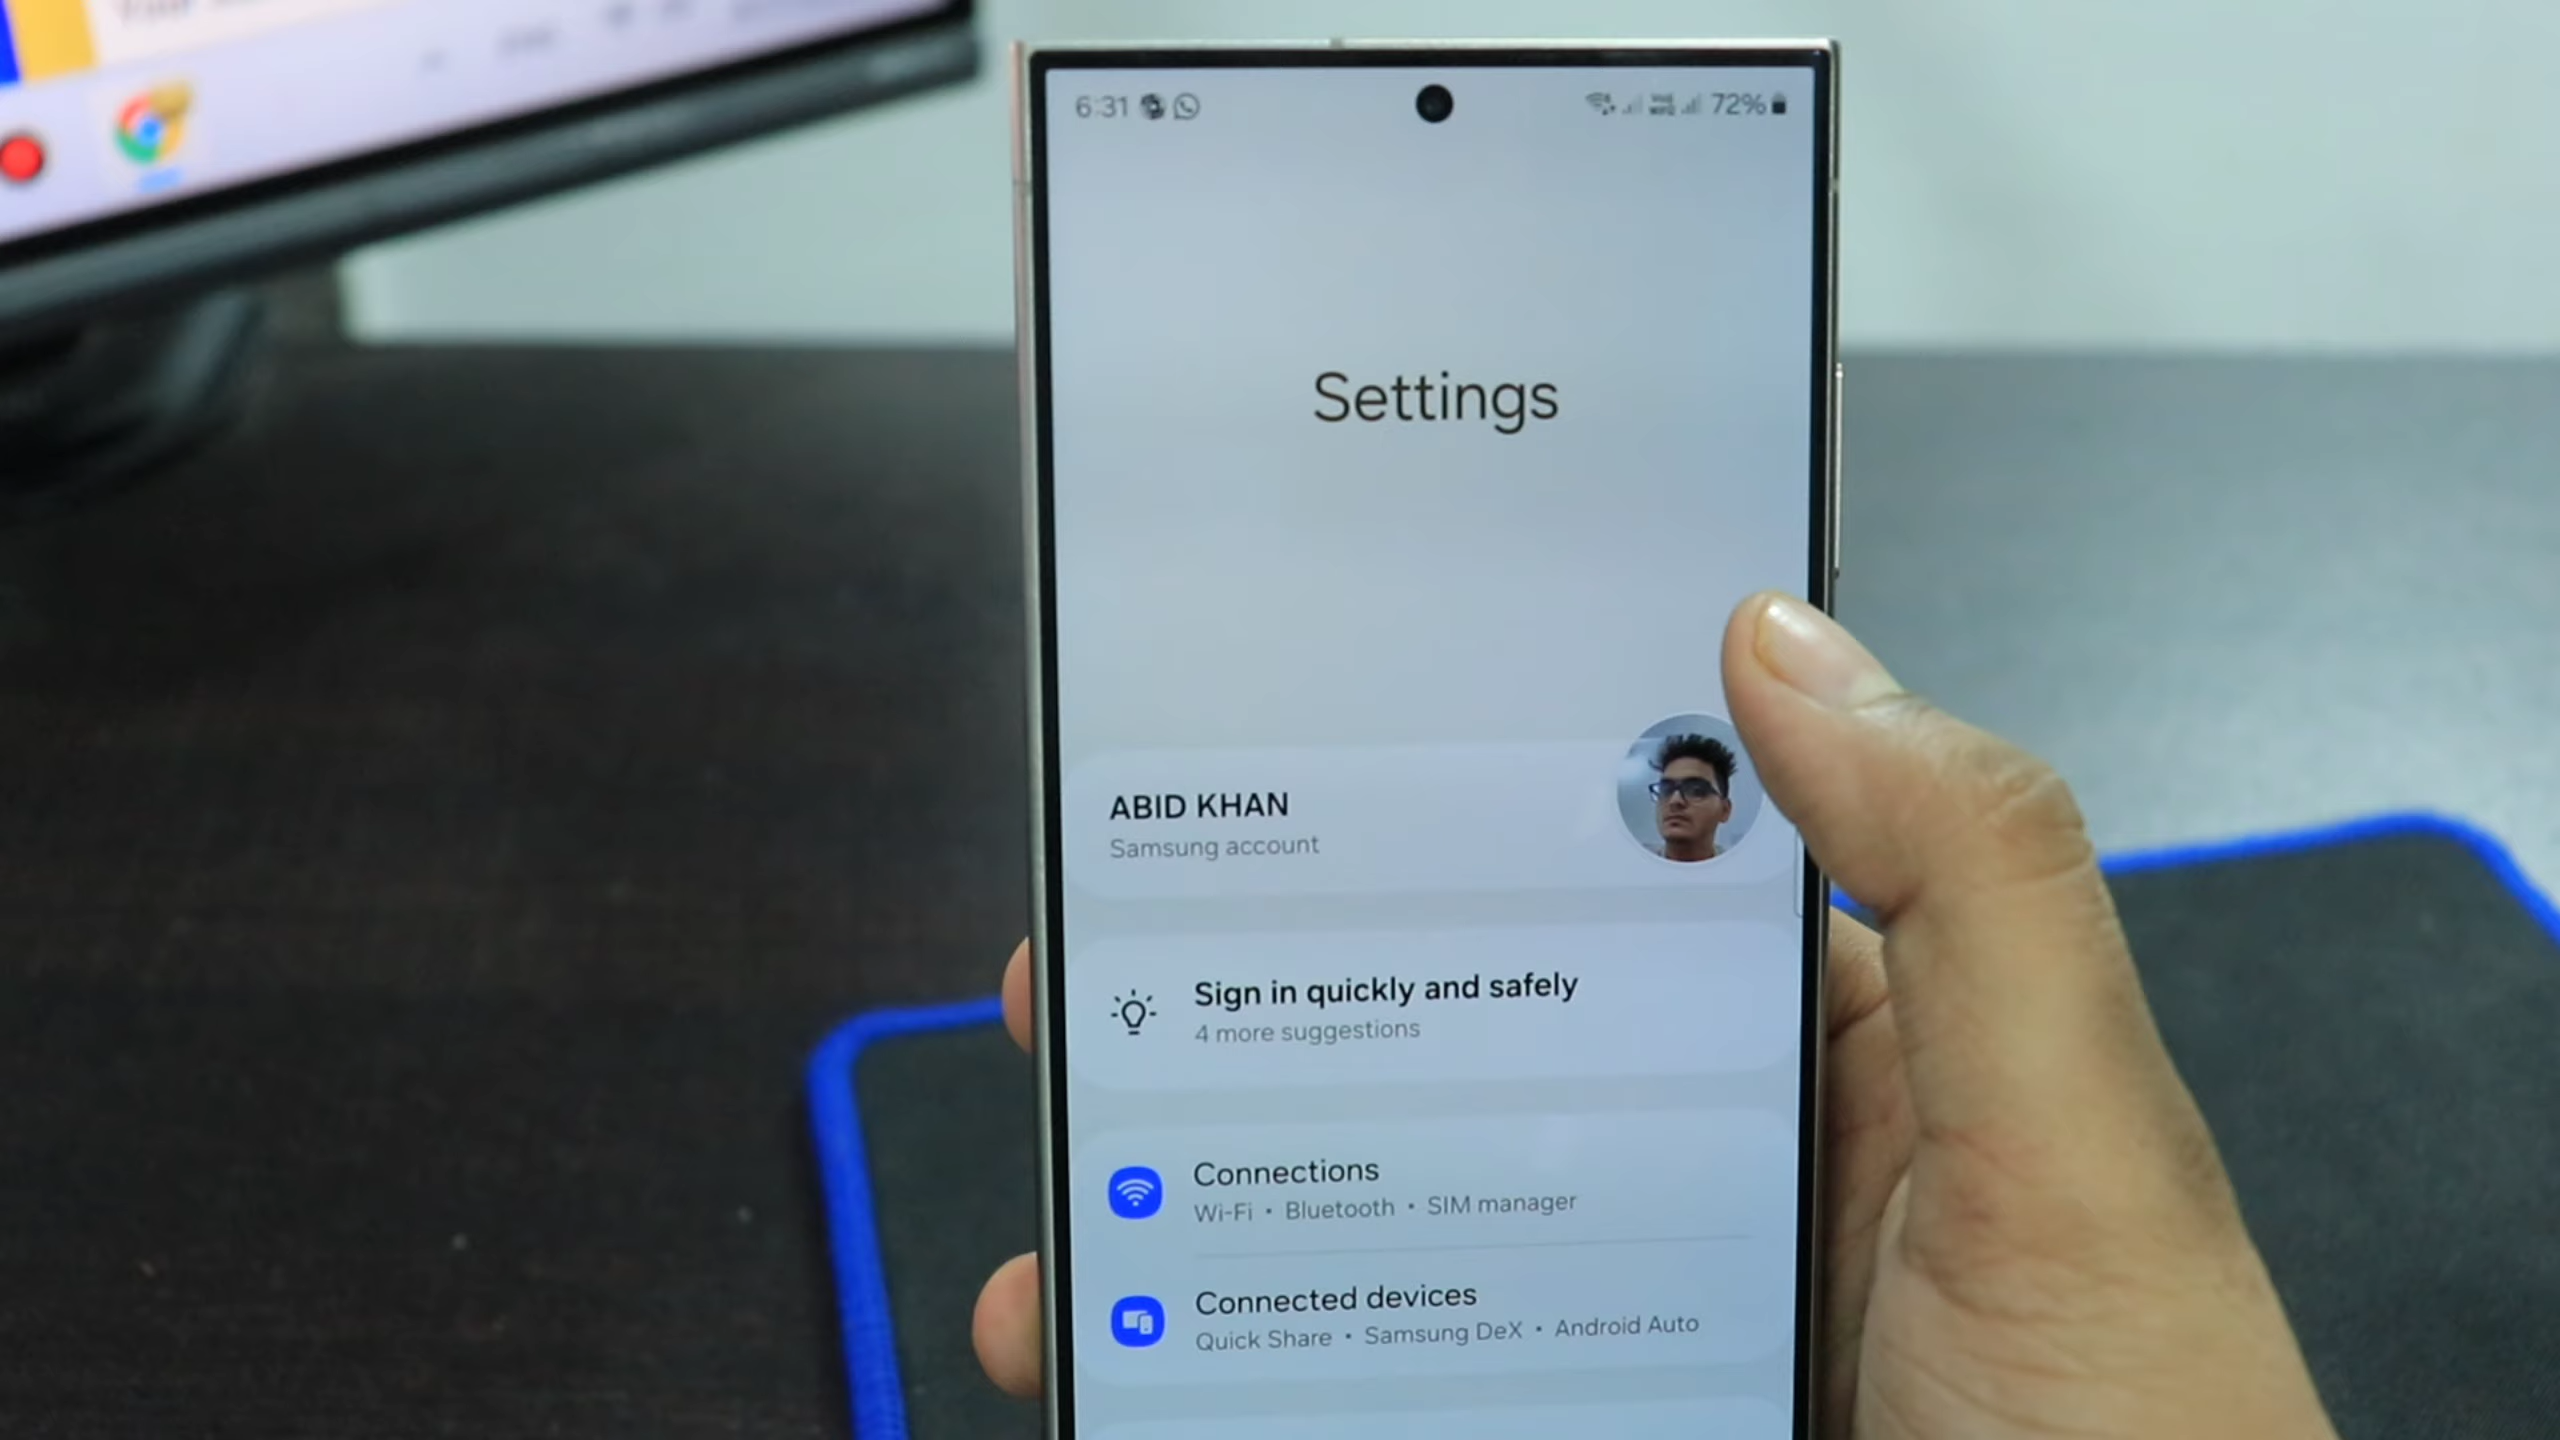 6:31
72%
Settings
ABID KHAN
Samsung account
Sign in quickly and safely
4 more suggestions
Connections
Wi-Fi • Bluetooth • SIM manager
Connected devices
Quick Share • Samsung DeX • Android Auto